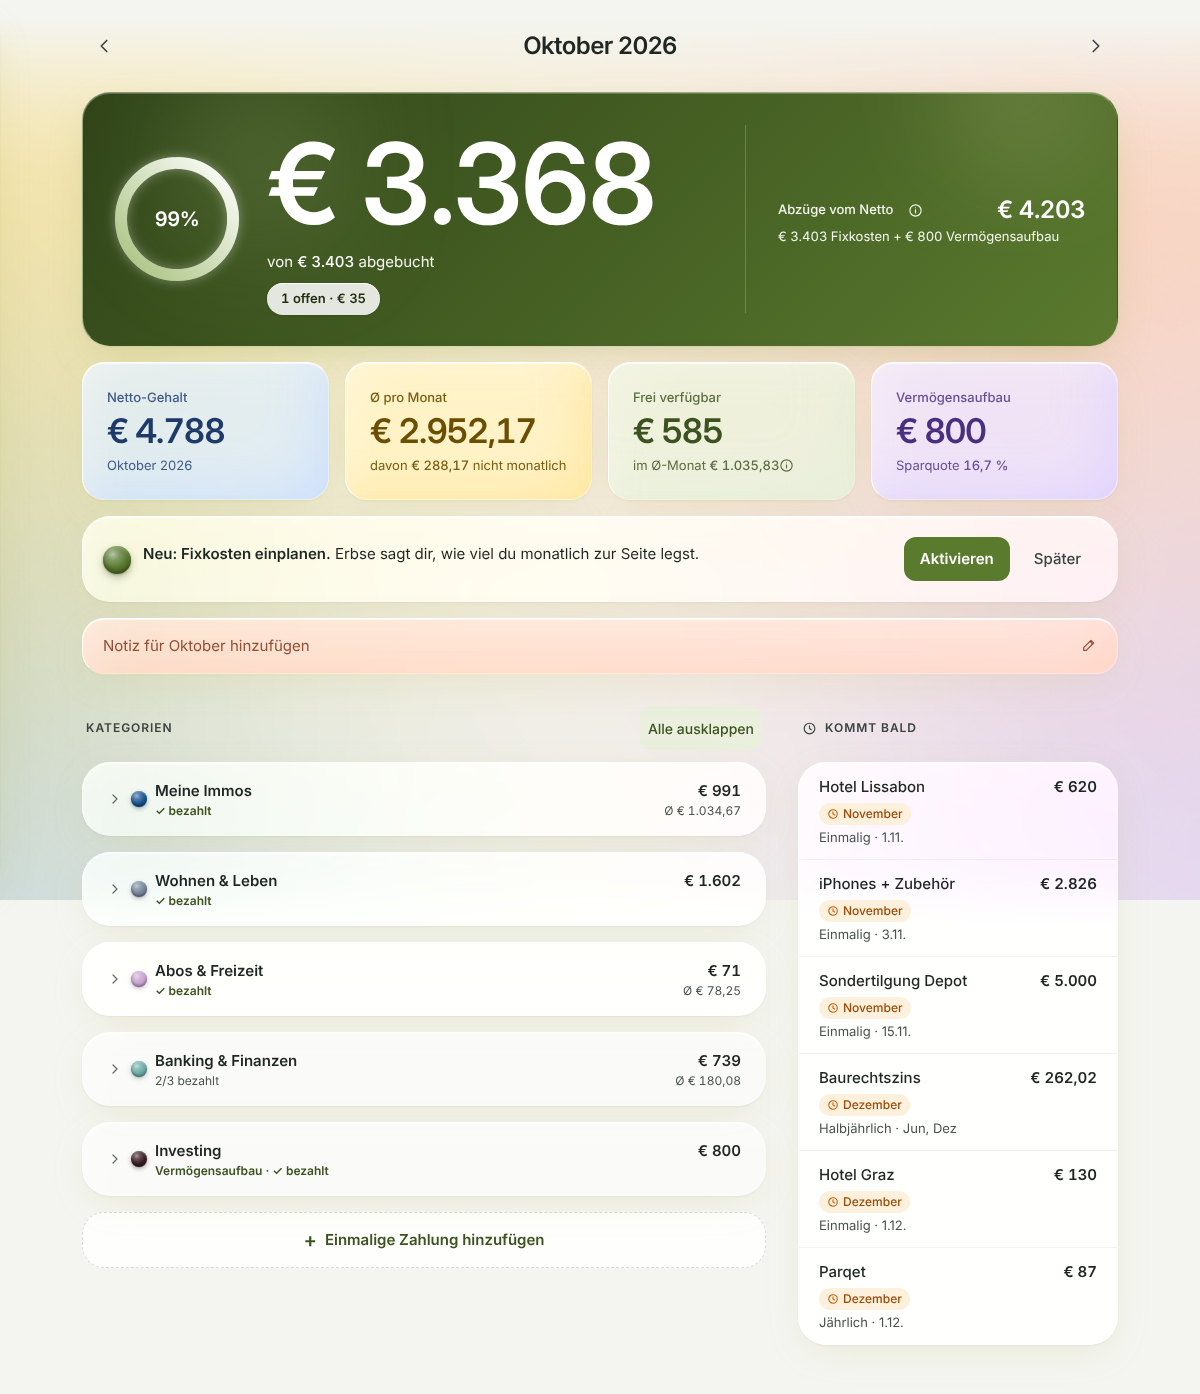 Oktober 2026
99%
€ 3.368
von € 3.403 abgebucht
1 offen · € 35
Abzüge vom Netto
€ 4.203
€ 3.403 Fixkosten + € 800 Vermögensaufbau
Netto-Gehalt
€ 4.788
Oktober 2026
Ø pro Monat
€ 2.952,17
davon € 288,17 nicht monatlich
Frei verfügbar
€ 585
im Ø-Monat € 1.035,83
Vermögensaufbau
€ 800
Sparquote 16,7 %
Neu: Fixkosten einplanen. Erbse sagt dir, wie viel du monatlich zur Seite legst.
Aktivieren
Später
Notiz für Oktober hinzufügen
KATEGORIEN
Alle ausklappen
Meine Immos
€ 991
✓ bezahlt
Ø € 1.034,67
Wohnen & Leben
€ 1.602
✓ bezahlt
Abos & Freizeit
€ 71
✓ bezahlt
Ø € 78,25
Banking & Finanzen
€ 739
2/3 bezahlt
Ø € 180,08
Investing
€ 800
Vermögensaufbau · ✓ bezahlt
+ Einmalige Zahlung hinzufügen
KOMMT BALD
Hotel Lissabon
€ 620
November
Einmalig · 1.11.
iPhones + Zubehör
€ 2.826
November
Einmalig · 3.11.
Sondertilgung Depot
€ 5.000
November
Einmalig · 15.11.
Baurechtszins
€ 262,02
Dezember
Halbjährlich · Jun, Dez
Hotel Graz
€ 130
Dezember
Einmalig · 1.12.
Parqet
€ 87
Dezember
Jährlich · 1.12.